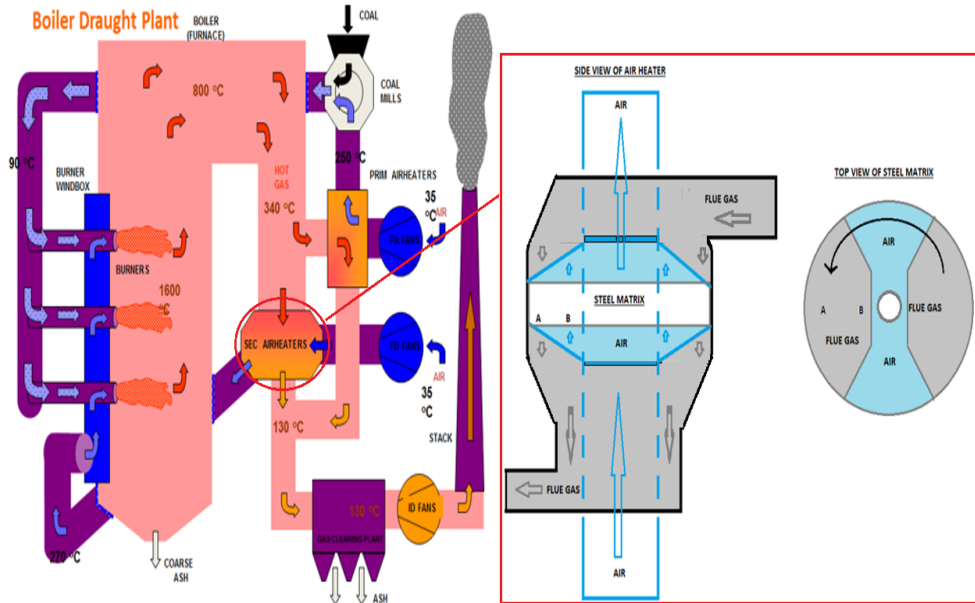 Boiler Draught Plant
BOILER
(FURNACE)
COAL
800 °C
COAL
MILLS
90 °C
BURNER
WINDBOX
HOT
GAS
340 °C
250 °C
PRIM AIRHEATERS
35
°C
AIR
PA FANS
BURNERS
1600
°C
SEC AIRHEATERS
FD FANS
AIR
35
°C
130 °C
STACK
130 °C
GAS CLEANING PLANT
ID FANS
270 °C
COARSE
ASH
ASH
SIDE VIEW OF AIR HEATER
AIR
FLUE GAS
STEEL MATRIX
A
B
AIR
FLUE GAS
AIR
TOP VIEW OF STEEL MATRIX
AIR
A
B
FLUE GAS
FLUE GAS
AIR